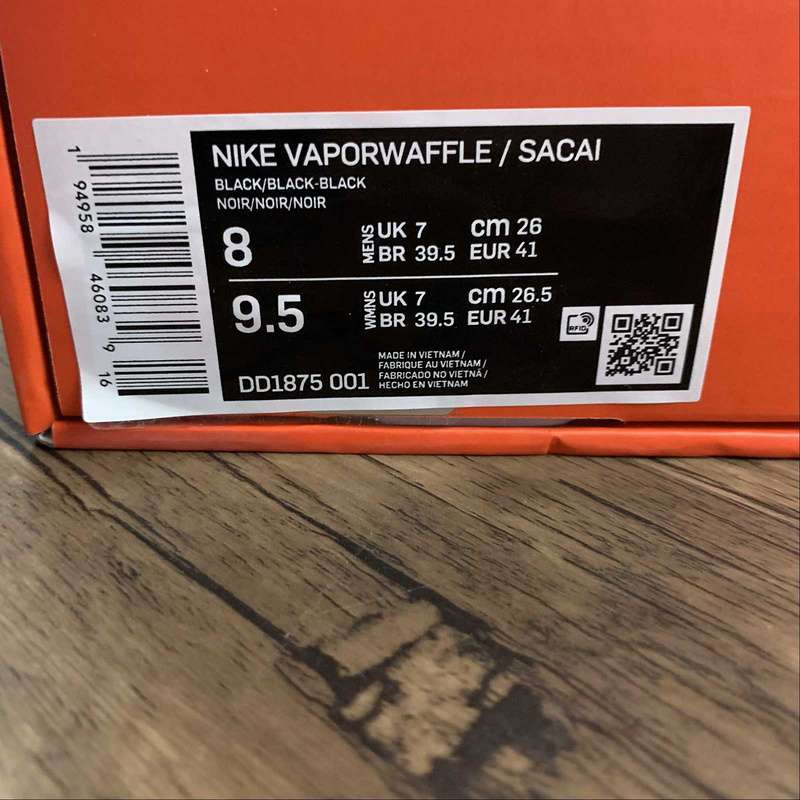 NIKE VAPORWAFFLE / SACAI
BLACK/BLACK-BLACK
NOIR/NOIR/NOIR
8 MENS UK 7 cm 26
BR 39.5 EUR 41
9.5 WMNS UK 7 cm 26.5
BR 39.5 EUR 41
RFID
DD1875 001
MADE IN VIETNAM /
FABRIQUE AU VIETNAM /
FABRICADO NO VIETNÃ /
HECHO EN VIETNAM
1 94958 46083 9 16